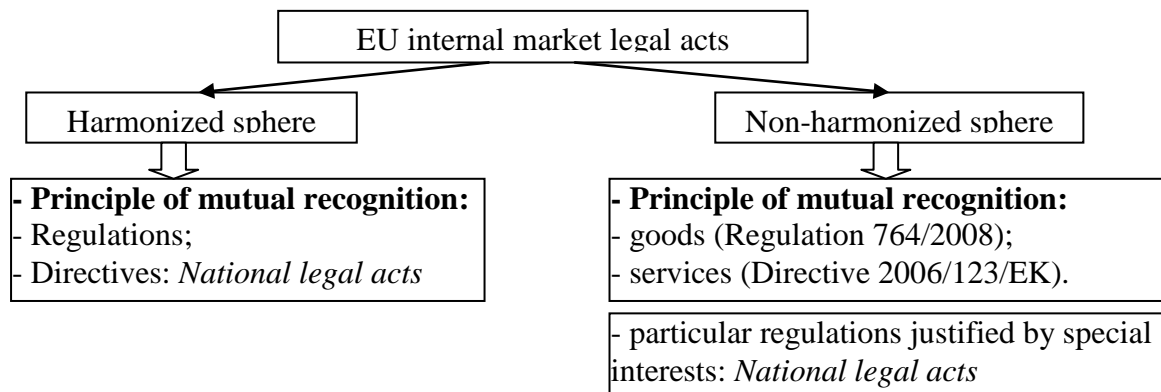 EU internal market legal acts
Harmonized sphere
Non-harmonized sphere
- Principle of mutual recognition:
- Regulations;
- Directives: National legal acts
- Principle of mutual recognition:
- goods (Regulation 764/2008);
- services (Directive 2006/123/EK).
- particular regulations justified by special
interests: National legal acts